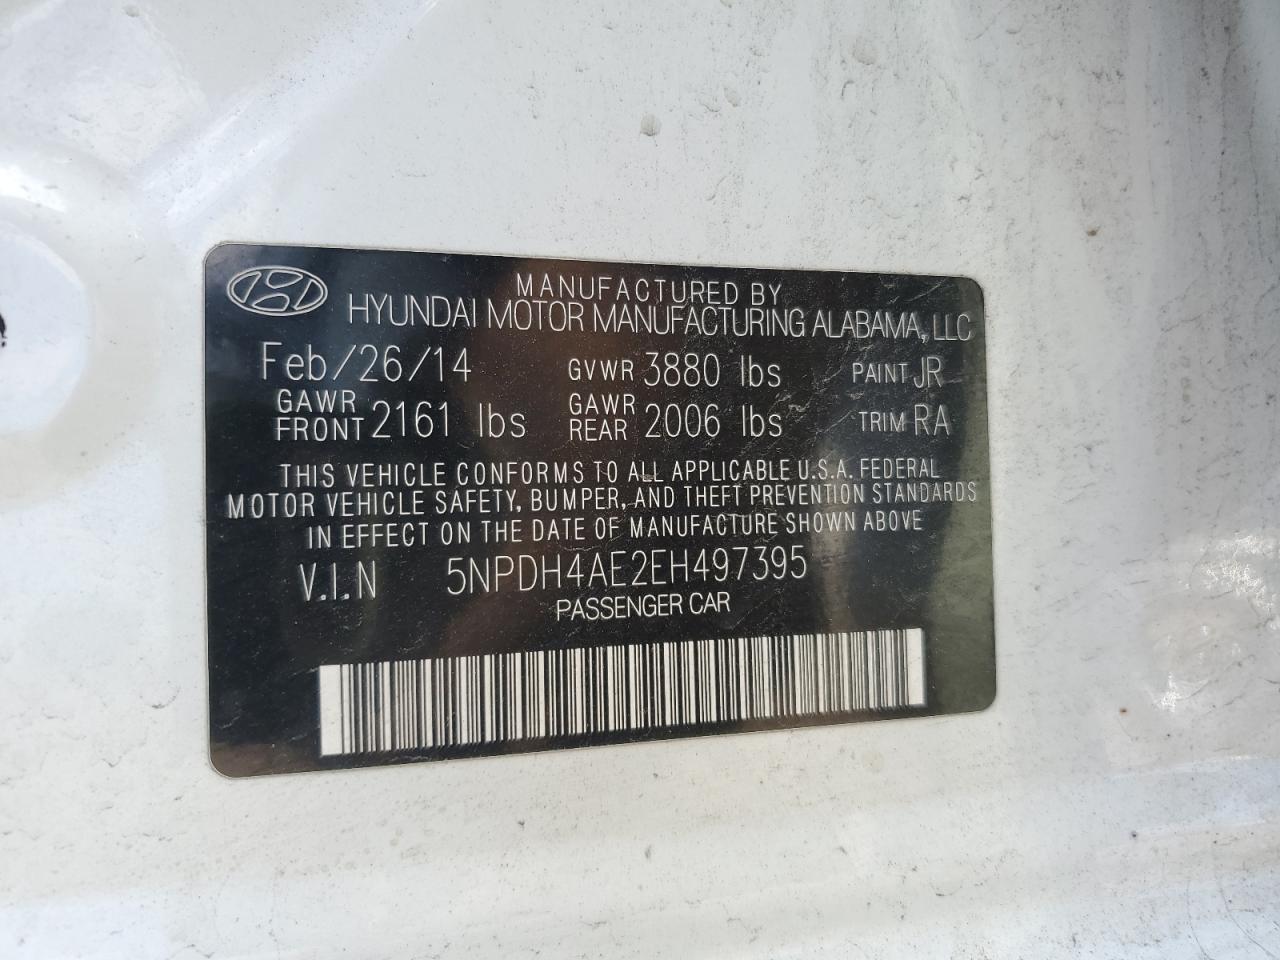 MANUFACTURED BY
HYUNDAI MOTOR MANUFACTURING ALABAMA, LLC
Feb/26/14 GVWR 3880 lbs PAINT JR
GAWR FRONT 2161 lbs GAWR REAR 2006 lbs TRIM RA
THIS VEHICLE CONFORMS TO ALL APPLICABLE U.S.A. FEDERAL
MOTOR VEHICLE SAFETY, BUMPER, AND THEFT PREVENTION STANDARDS
IN EFFECT ON THE DATE OF MANUFACTURE SHOWN ABOVE
V.I.N 5NPDH4AE2EH497395
PASSENGER CAR